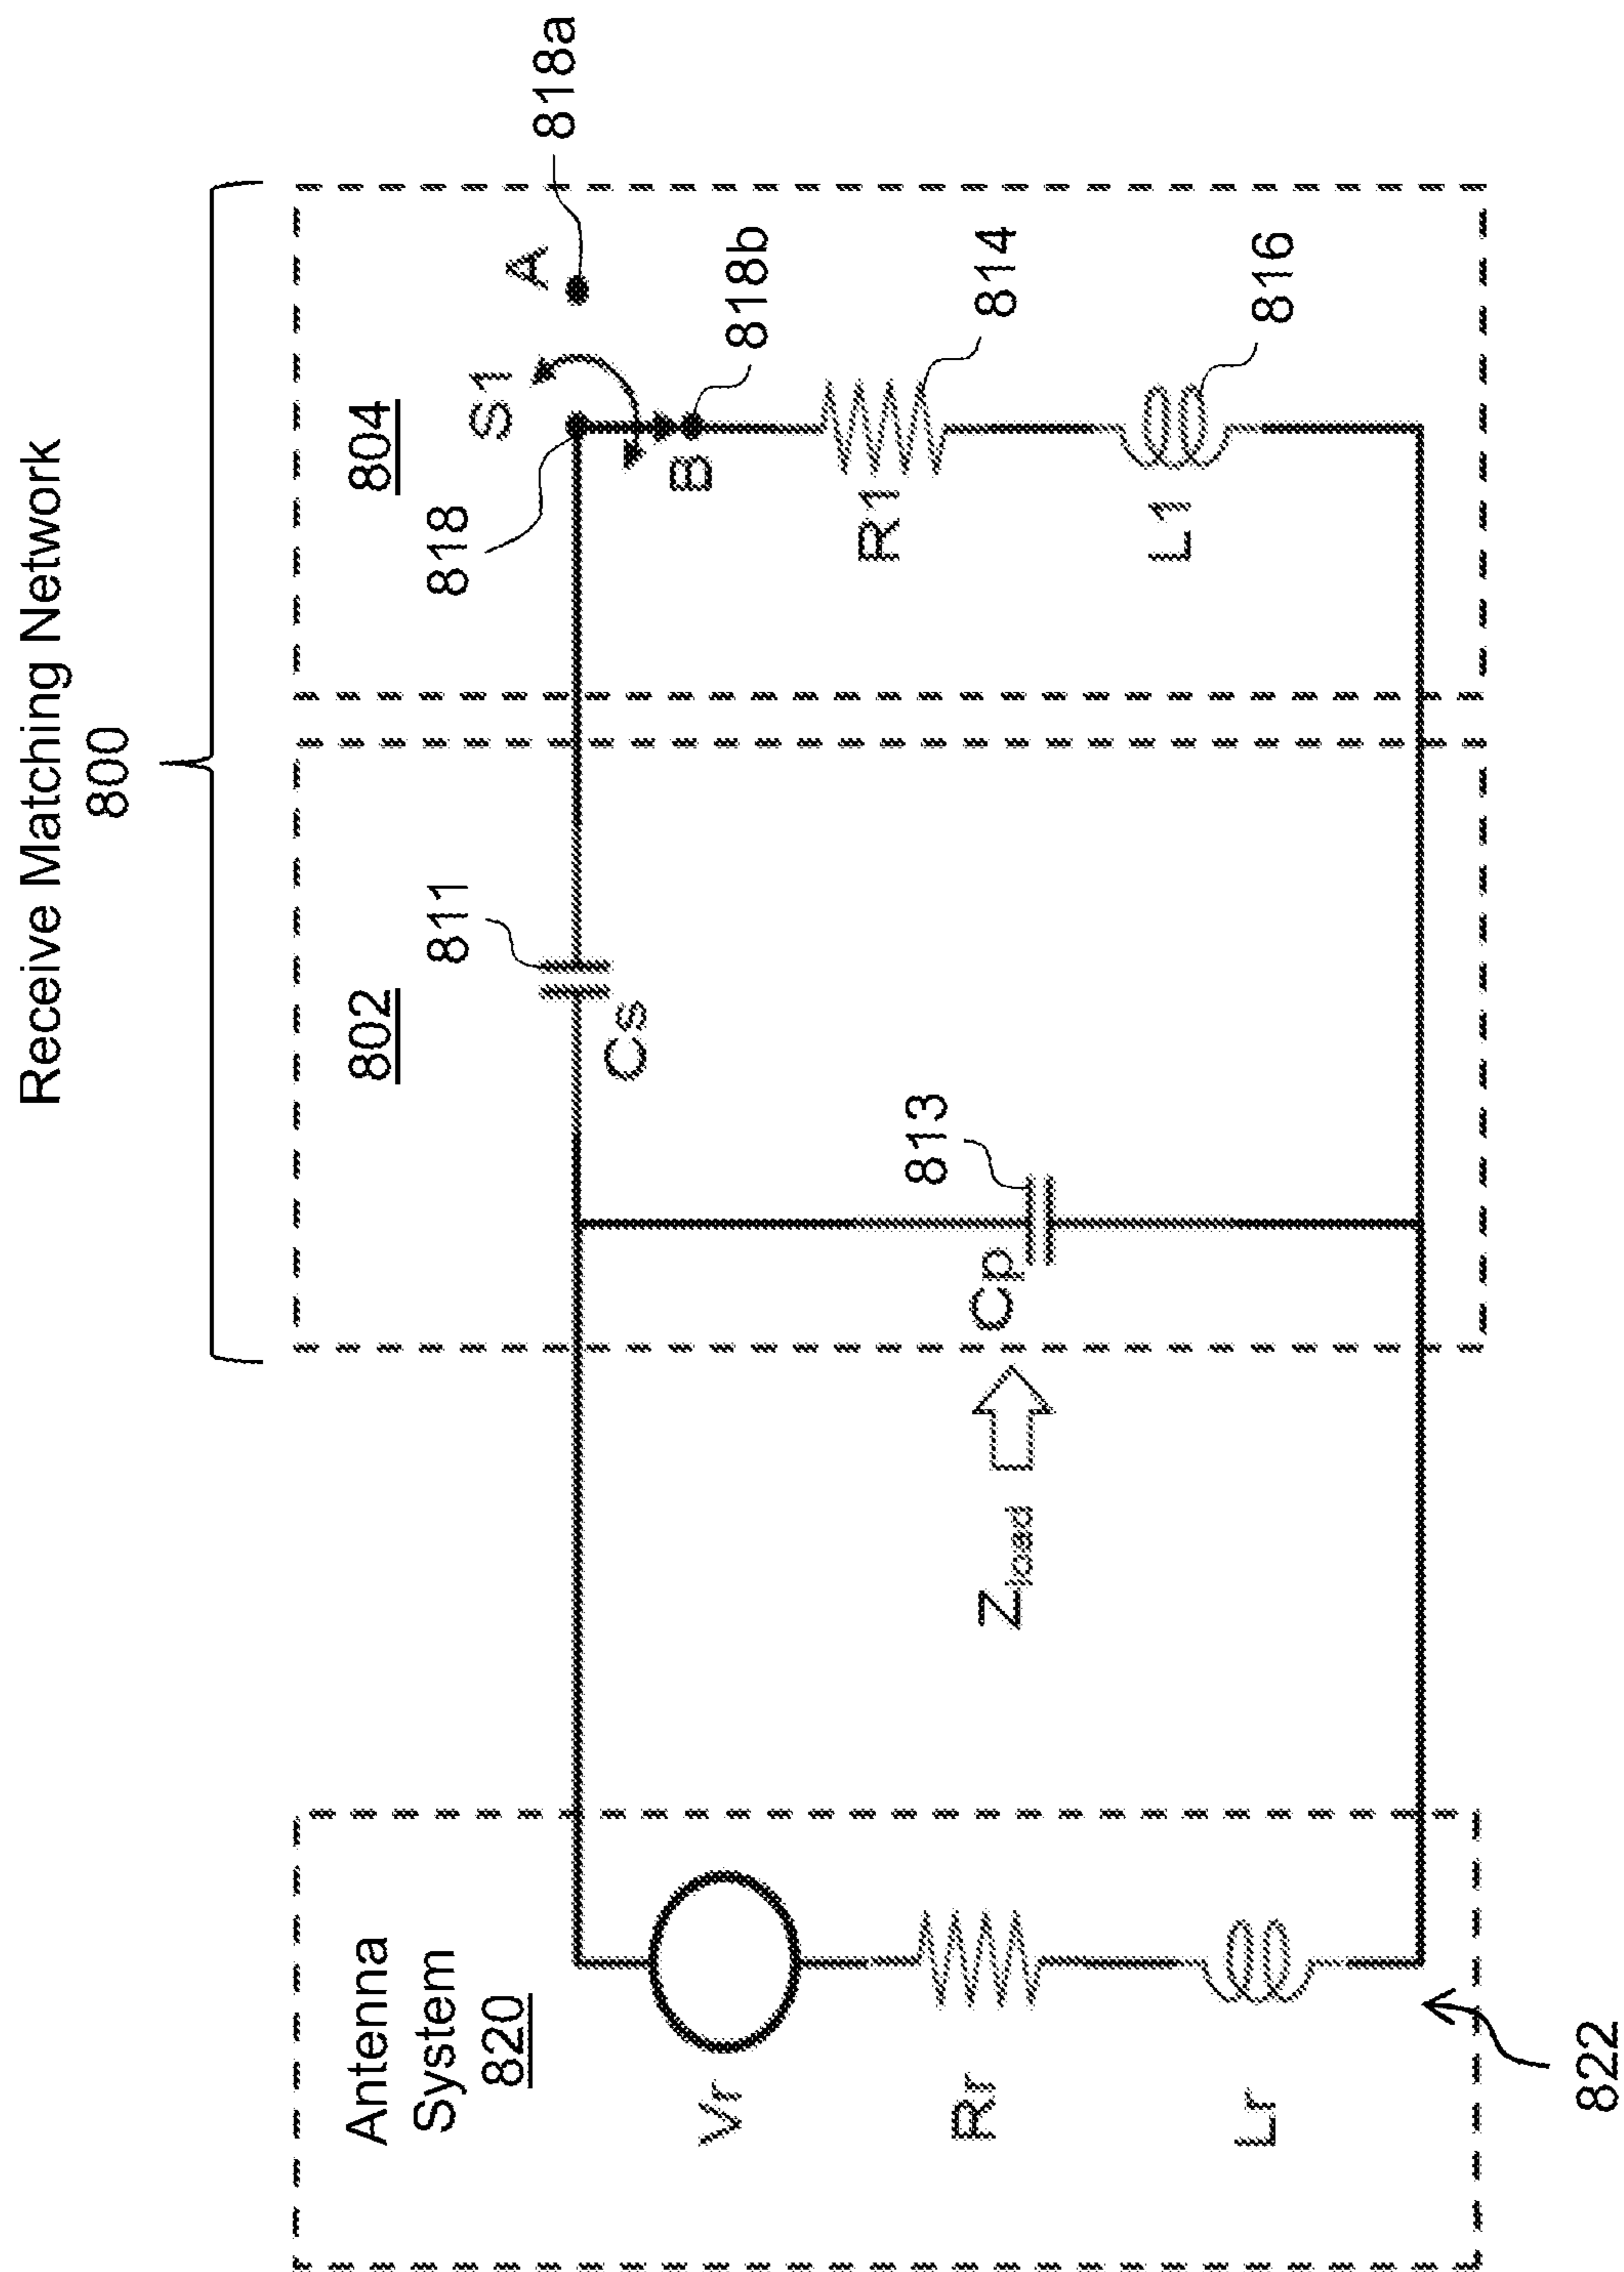 Receive Matching Network
800
Antenna
System
820
Vr
Rr
Lr
822
Zload
802
811
Cs
813
Cp
804
818
S1
A
818a
B
818b
R1
814
L1
816